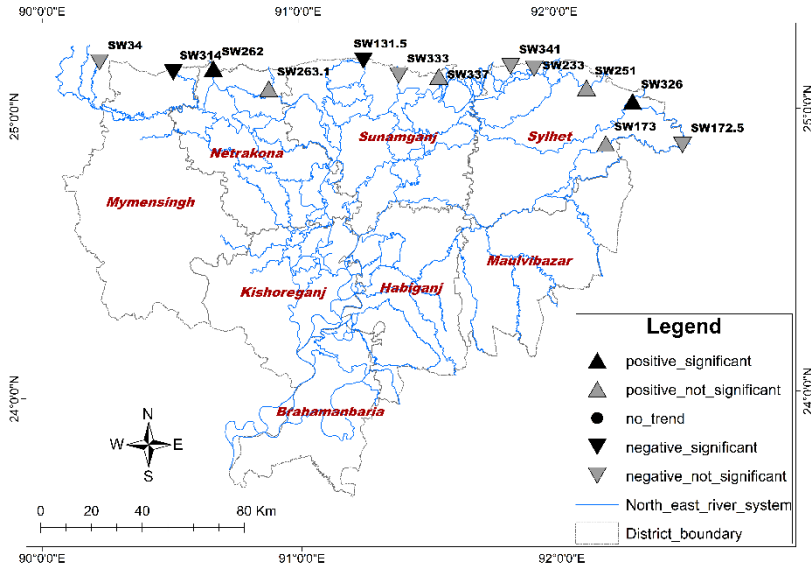 90°0'0"E 91°0'0"E 92°0'0"E
SW34
SW314
SW262
SW263.1
SW131.5
SW333
SW337
SW341
SW233
SW251
SW326
SW173
SW172.5
25°0'0"N
25°0'0"N
Netrakona
Sunamganj
Sylhet
Mymensingh
Kishoreganj
Habiganj
Maulvibazar
Brahamanbaria
24°0'0"N
24°0'0"N
N
W E
S
0 20 40 80 Km
Legend
positive_significant
positive_not_significant
no_trend
negative_significant
negative_not_significant
North_east_river_system
District_boundary
90°0'0"E 91°0'0"E 92°0'0"E